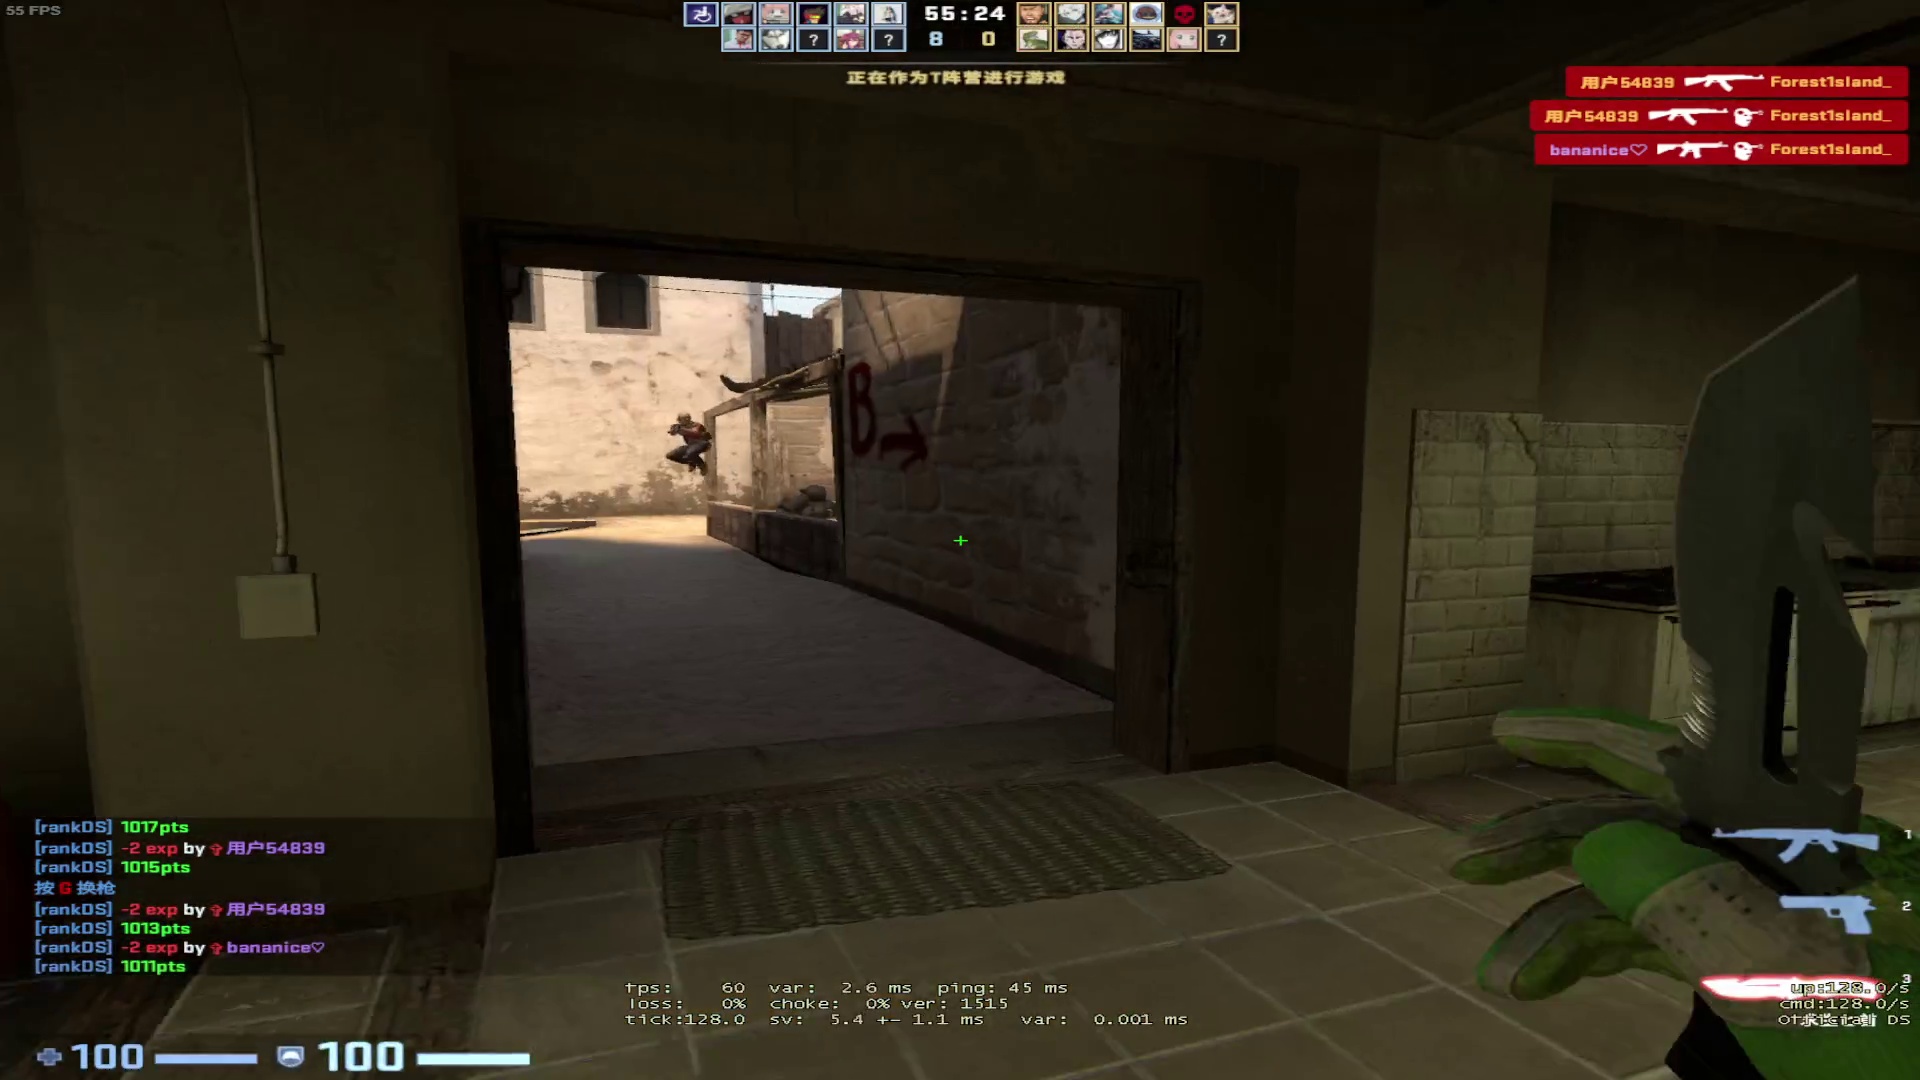 55 FPS
55:24
8 0
? ? ?
正在作为T阵营进行游戏
用户54839 Forest1sland_
用户54839 Forest1sland_
bananice♡ Forest1sland_
B→
[rankDS] 1017pts
[rankDS] -2 exp by ✞用户54839
[rankDS] 1015pts
按 G 换枪
[rankDS] -2 exp by ✞用户54839
[rankDS] 1013pts
[rankDS] -2 exp by ✞bananice♡
[rankDS] 1011pts
1
2
3
fps: 60 var: 2.6 ms ping: 45 ms
loss: 0% choke: 0% ver: 1515
tick:128.0 sv: 5.4 +- 1.1 ms var: 0.001 ms
up:128.0/s
cmd:128.0/s
DS
100 100